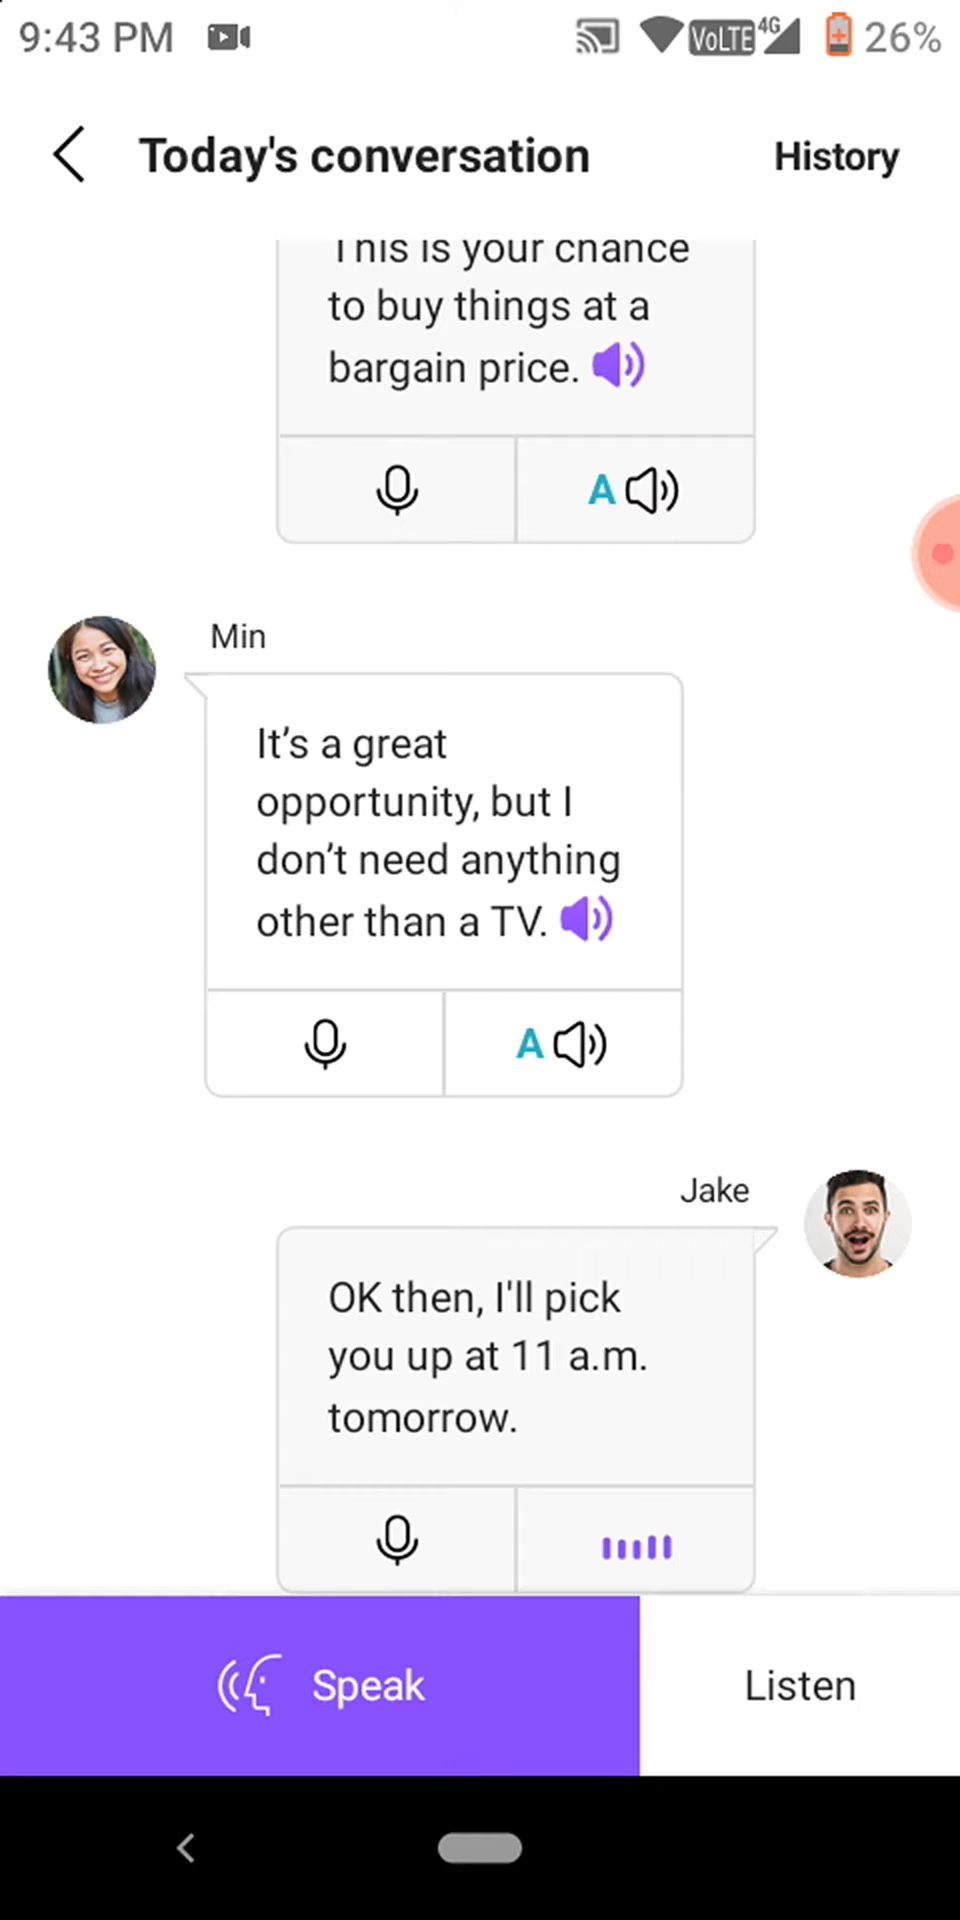 9:43 PM
VoLTE 4G 26%
Today's conversation
History
This is your chance
to buy things at a
bargain price.
A
Min
It’s a great
opportunity, but I
don’t need anything
other than a TV.
A
Jake
OK then, I'll pick
you up at 11 a.m.
tomorrow.
Speak
Listen